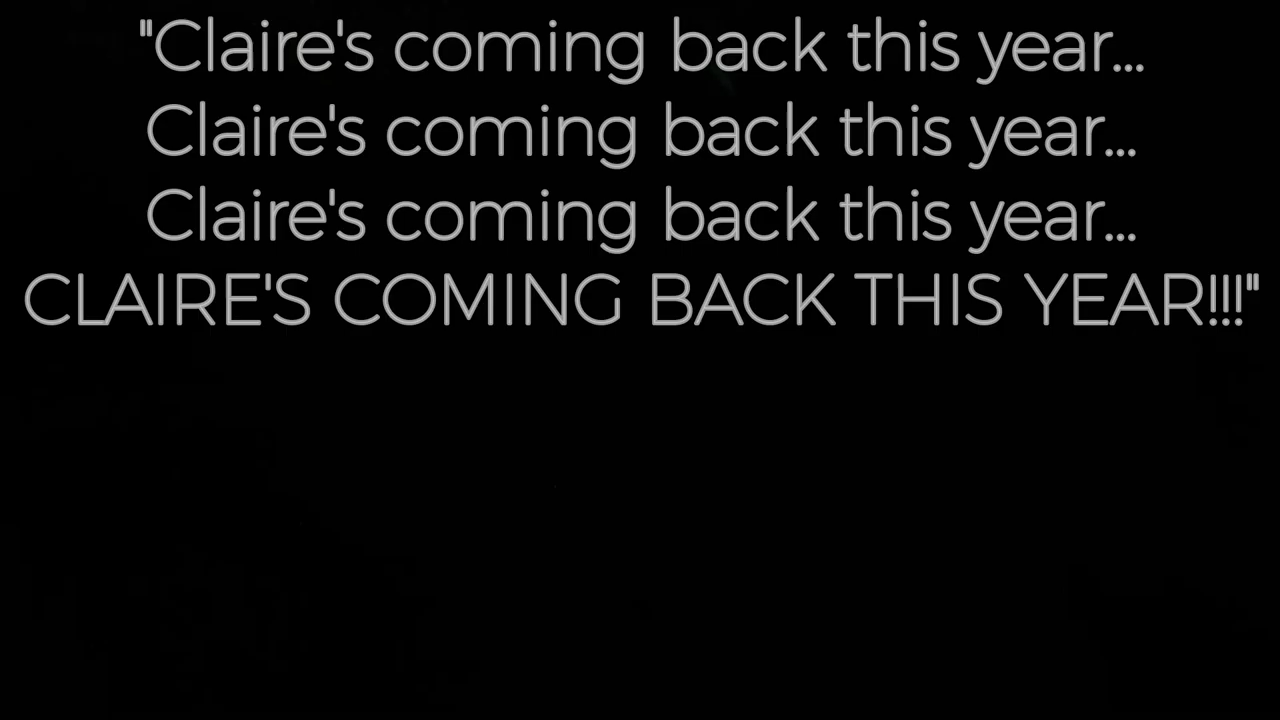 "Claire's coming back this year...
Claire's coming back this year...
Claire's coming back this year...
CLAIRE'S COMING BACK THIS YEAR!!!"